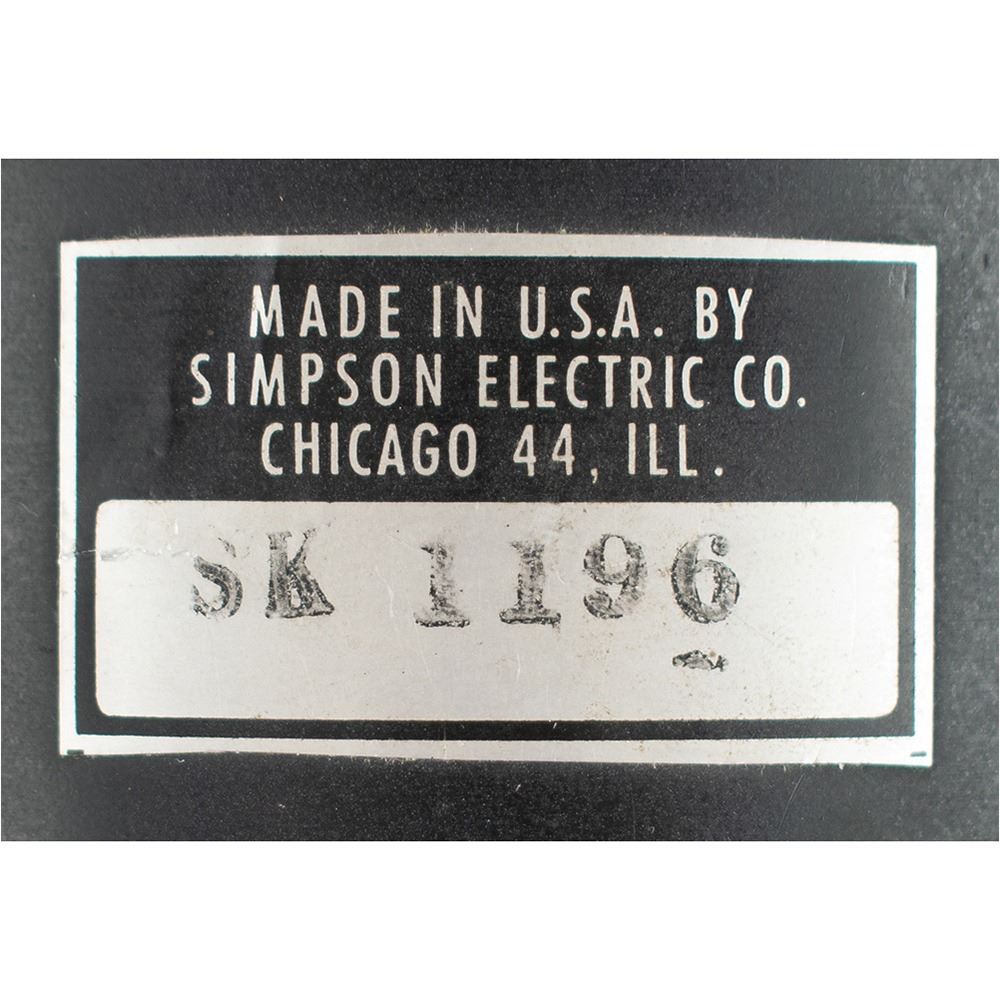 MADE IN U.S.A. BY
SIMPSON ELECTRIC CO.
CHICAGO 44, ILL.
SK 1196